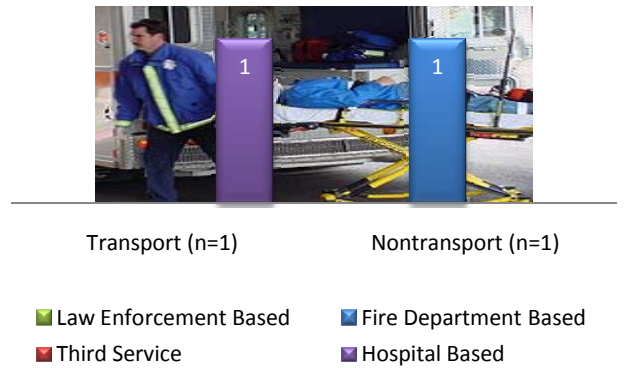 1 1
Transport (n=1) Nontransport (n=1)
Law Enforcement Based Fire Department Based
Third Service Hospital Based